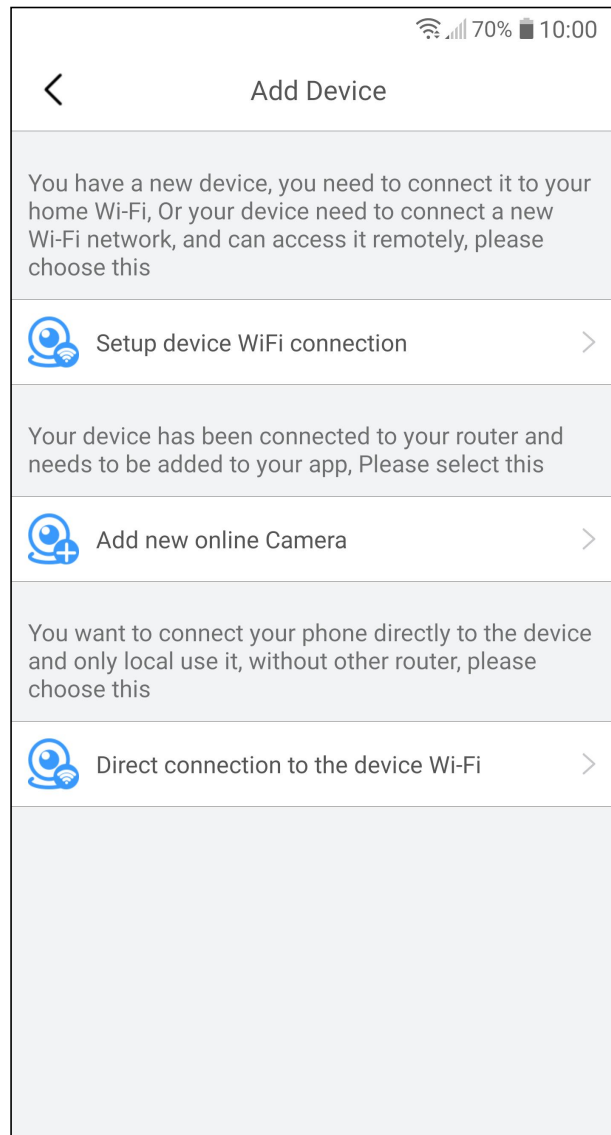 70% 10:00
Add Device
You have a new device, you need to connect it to your
home Wi-Fi, Or your device need to connect a new
Wi-Fi network, and can access it remotely, please
choose this
Setup device WiFi connection
Your device has been connected to your router and
needs to be added to your app, Please select this
Add new online Camera
You want to connect your phone directly to the device
and only local use it, without other router, please
choose this
Direct connection to the device Wi-Fi